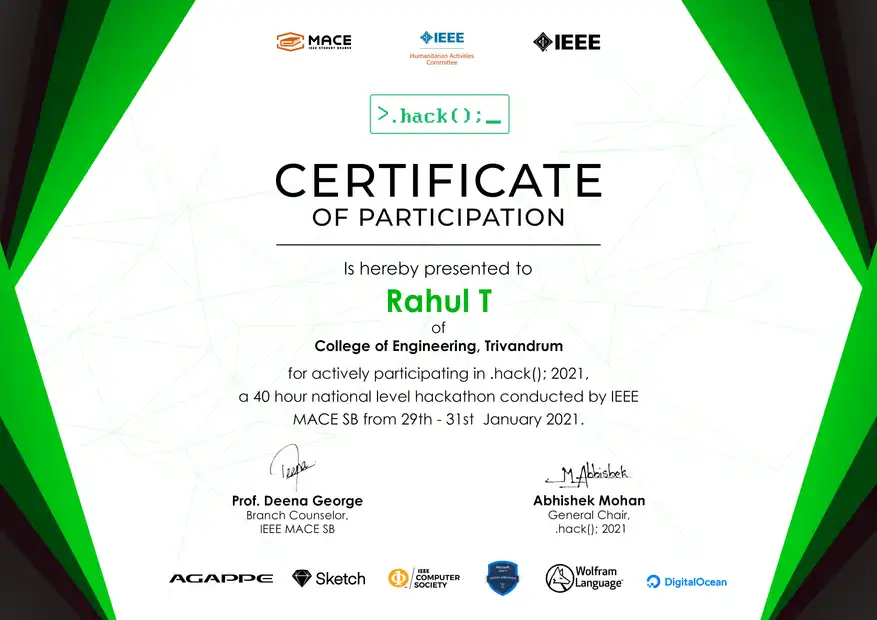 MACE
IEEE STUDENT BRANCH
IEEE
Humanitarian Activities
Committee
IEEE
>.hack();_
CERTIFICATE
OF PARTICIPATION
Is hereby presented to
Rahul T
of
College of Engineering, Trivandrum
for actively participating in .hack(); 2021,
a 40 hour national level hackathon conducted by IEEE
MACE SB from 29th - 31st January 2021.
Deena
M.Abhishek
Prof. Deena George
Branch Counselor,
IEEE MACE SB
Abhishek Mohan
General Chair,
.hack(); 2021
AGAPPE
Sketch
IEEE
COMPUTER
SOCIETY
Wolfram
Language
DigitalOcean